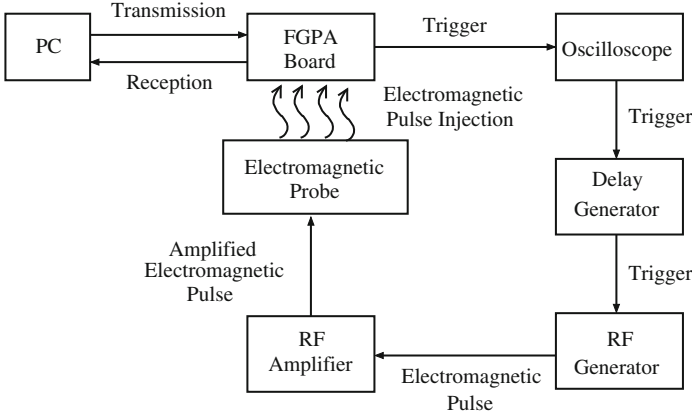 Transmission
PC
FGPA
Board
Trigger
Oscilloscope
Reception
Electromagnetic
Pulse Injection
Trigger
Electromagnetic
Probe
Delay
Generator
Amplified
Electromagnetic
Pulse
Trigger
RF
Amplifier
RF
Generator
Electromagnetic
Pulse